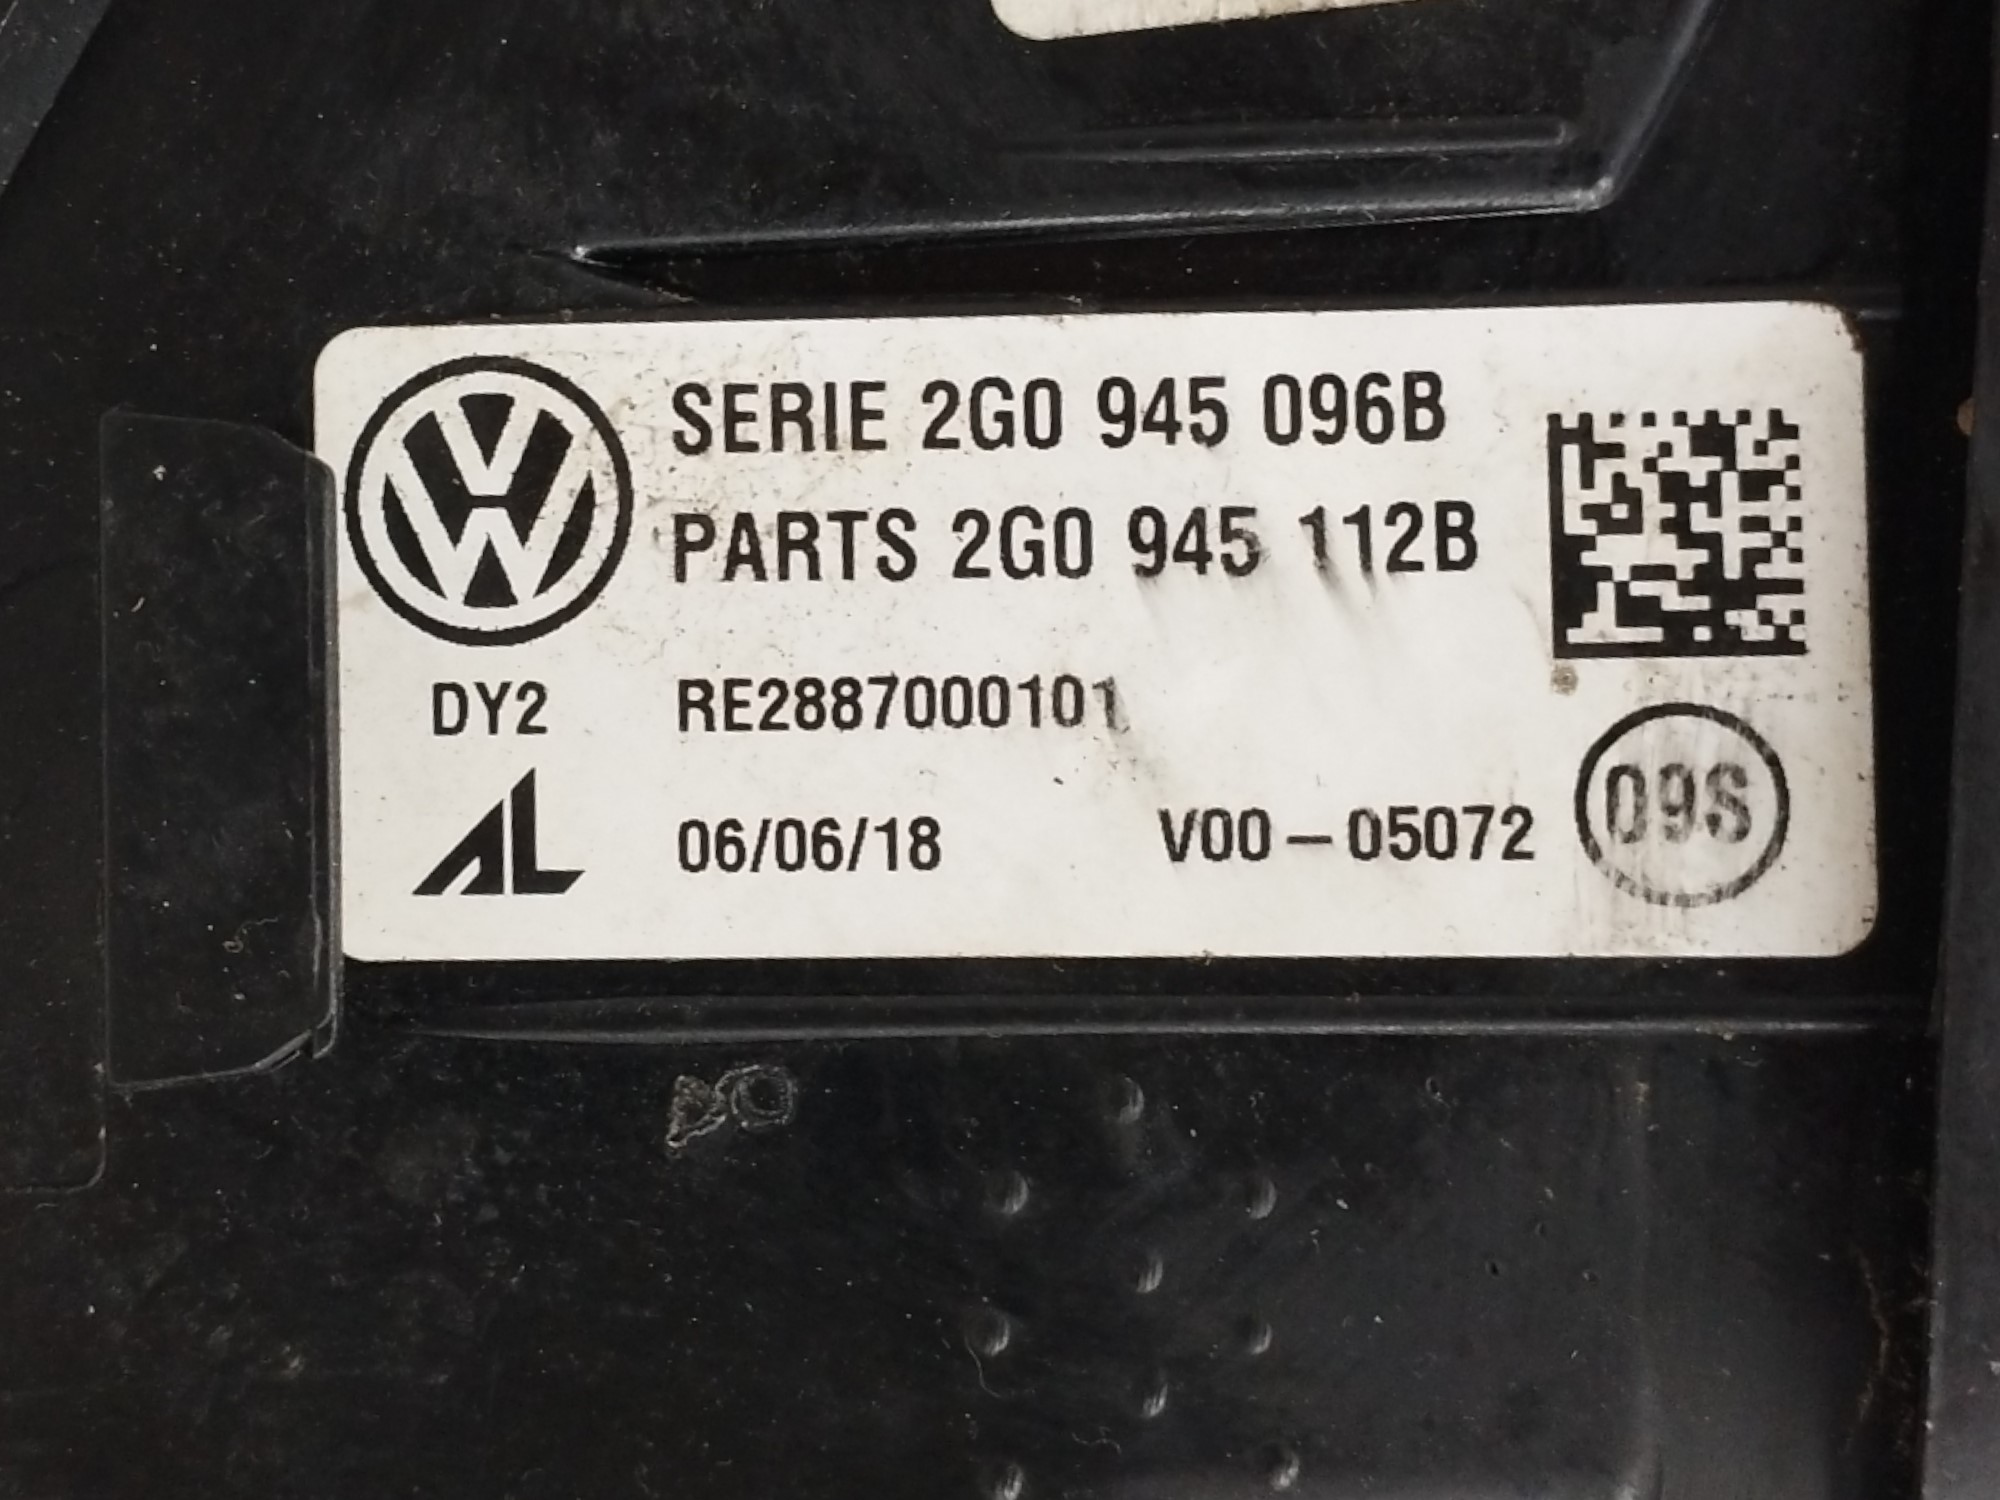 SERIE 2G0 945 096B
PARTS 2G0 945 112B
DY2 RE2887000101
AL 06/06/18 V00-05072 09S